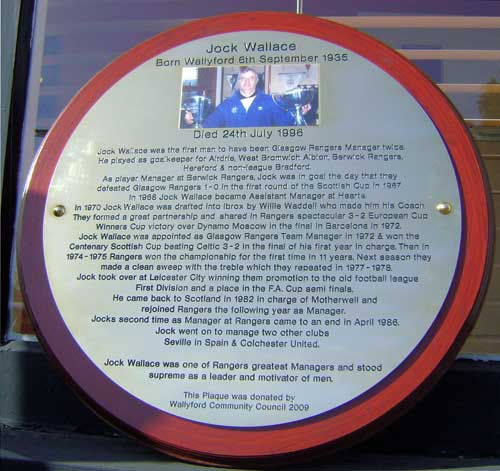 Jock Wallace
Born Wallyford 6th September 1935
Died 24th July 1996
Jock Wallace was the first man to have been Glasgow Rangers Manager twice.
He played as goalkeeper for Airdrie, West Bromwich Albion, Berwick Rangers,
Hereford & non-league Bradford.
As player Manager at Berwick Rangers, Jock was in goal the day that they
defeated Glasgow Rangers 1-0 in the first round of the Scottish Cup in 1967.
In 1968 Jock Wallace became Assistant Manager at Hearts.
In 1970 Jock Wallace was drafted into Ibrox by Willie Waddell who made him his Coach.
They formed a great partnership and shared in Rangers spectacular 3-2 European Cup
Winners Cup victory over Dynamo Moscow in the final in Barcelona in 1972.
Jock Wallace was appointed as Glasgow Rangers Team Manager in 1972 & won the
Centenary Scottish Cup beating Celtic 3-2 in the final of his first year in charge. Then in
1974-1975 Rangers won the championship for the first time in 11 years. Next season they
made a clean sweep with the treble which they repeated in 1977-1978.
Jock took over at Leicester City winning them promotion to the old football league
First Division and a place in the F.A. Cup semi finals.
He came back to Scotland in 1982 in charge of Motherwell and
rejoined Rangers the following year as Manager.
Jocks second time as Manager at Rangers came to an end in April 1986.
Jock went on to manage two other clubs
Seville in Spain & Colchester United.
Jock Wallace was one of Rangers greatest Managers and stood
supreme as a leader and motivator of men.
This Plaque was donated by
Wallyford Community Council 2009